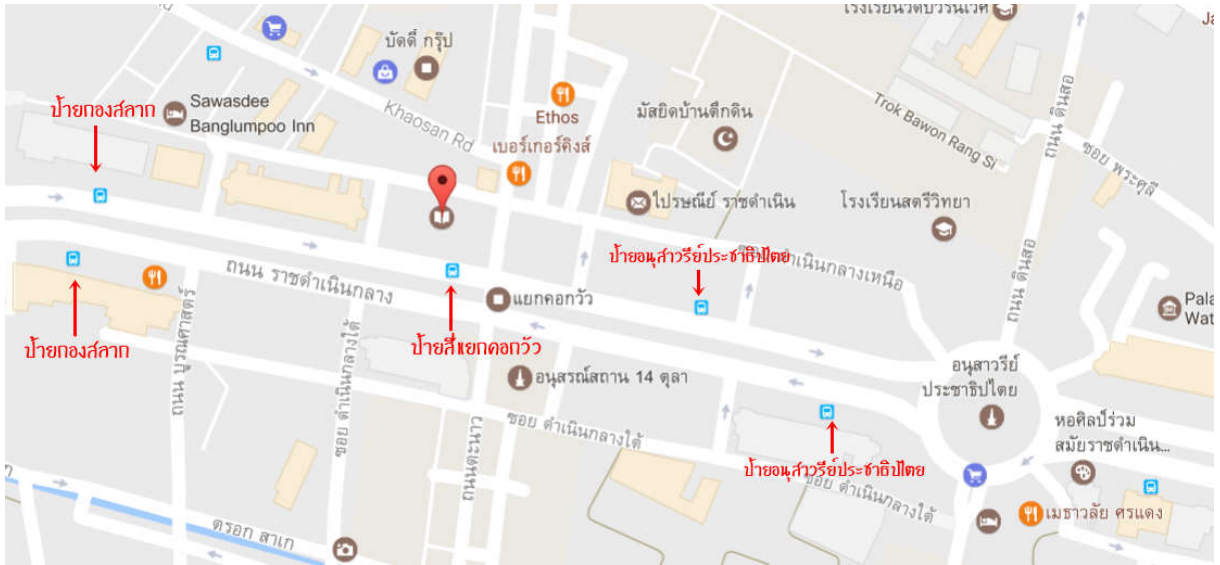 โรงเรียนวัดบวรนิเวศ
Ja
บัดดี้ กรุ๊ป
ป้ายกองสลาก
Sawasdee
Banglumpoo Inn
Khaosan Rd
Ethos
เบอร์เกอร์คิงส์
มัสยิดบ้านตึกดิน
Trok Bawon Rang Si
ถนน ดินสอ
ซอย พระศุลี
ไปรษณีย์ ราชดำเนิน
โรงเรียนสตรีวิทยา
ป้ายอนุสาวรีย์ประชาธิปไตย
ดำเนินกลางเหนือ
ถนน ดินสอ
ถนน ราชดำเนินกลาง
แยกคอกวัว
Pala
Wat
ป้ายกองสลาก
ถนน บูรณศาสตร์
ซอย ดำเนินกลางใต้
ป้ายสี่แยกคอกวัว
อนุสรณ์สถาน 14 ตุลา
อนุสาวรีย์
ประชาธิปไตย
ถนนตะนาว
ซอย ดำเนินกลางใต้
หอศิลป์ร่วม
สมัยราชดำเนิน...
ป้ายอนุสาวรีย์ประชาธิปไตย
ซอย ดำเนินกลางใต้
เมธาวลัย ศรแดง
ตรอก สาเก